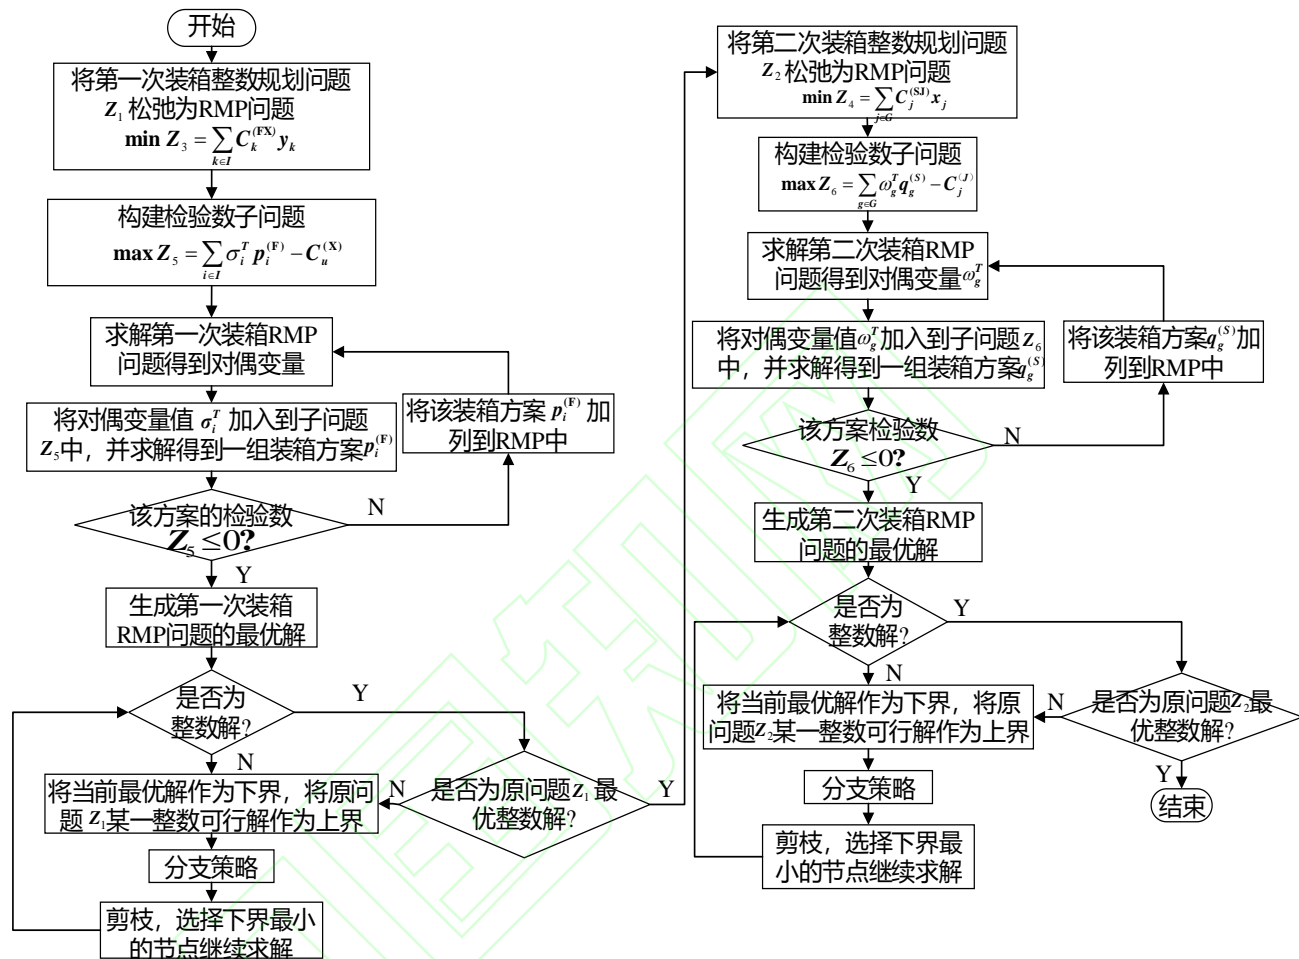 开始
将第一次装箱整数规划问题
Z₁ 松弛为RMP问题
min Z₃ = ∑_{k∈I} C_k^{(FX)} y_k
构建检验数子问题
max Z₅ = ∑_{i∈I} σ_i^T p_i^{(F)} − C_u^{(X)}
求解第一次装箱RMP
问题得到对偶变量
将对偶变量值 σ_i^T 加入到子问题
Z₅中，并求解得到一组装箱方案p_i^{(F)}
将该装箱方案 p_i^{(F)} 加
列到RMP中
该方案的检验数
Z₅ ≤0?
N
Y
生成第一次装箱
RMP问题的最优解
是否为
整数解?
Y
N
将当前最优解作为下界，将原问
题 Z₁某一整数可行解作为上界
N
是否为原问题Z₁ 最
优整数解?
Y
分支策略
剪枝，选择下界最小
的节点继续求解
将第二次装箱整数规划问题
Z₂ 松弛为RMP问题
min Z₄ = ∑_{j∈G} C_j^{(SJ)} x_j
构建检验数子问题
max Z₆ = ∑_{g∈G} ω_g^T q_g^{(S)} − C_j^{(J)}
求解第二次装箱RMP
问题得到对偶变量ω_g^T
将对偶变量值ω_g^T加入到子问题 Z₆
中，并求解得到一组装箱方案q_g^{(S)}
将该装箱方案q_g^{(S)}加
列到RMP中
该方案检验数
Z₆ ≤0?
N
Y
生成第二次装箱RMP
问题的最优解
是否为
整数解?
Y
N
将当前最优解作为下界，将原
问题Z₂某一整数可行解作为上界
N
是否为原问题Z₂最
优整数解?
Y
结束
分支策略
剪枝，选择下界最
小的节点继续求解